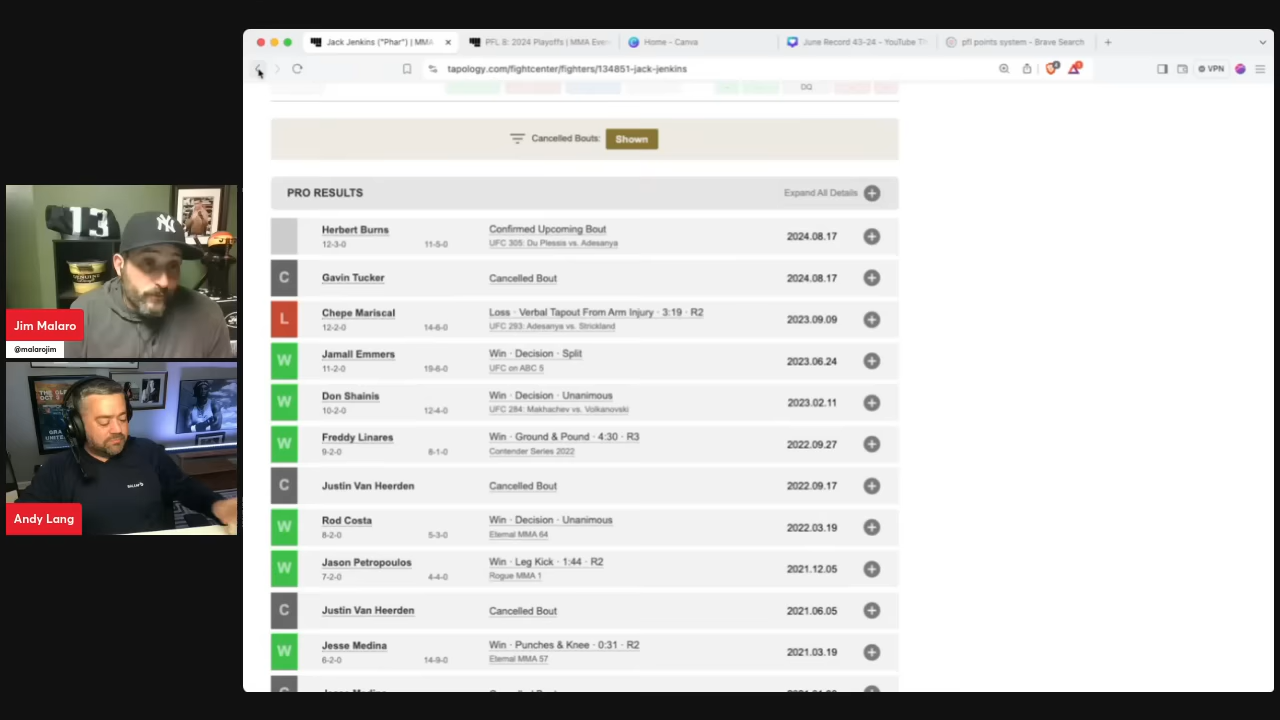 Jack Jenkins ("Phar") | MMA
PFL 8: 2024 Playoffs | MMA Even
Home - Canva
June Record 43-24 - YouTube Th
pfl points system - Brave Search
tapology.com/fightcenter/fighters/134851-jack-jenkins
VPN
DQ
Cancelled Bouts: Shown
PRO RESULTS
Expand All Details
Herbert Burns
12-3-0
11-5-0
Confirmed Upcoming Bout
UFC 305: Du Plessis vs. Adesanya
2024.08.17
C
Gavin Tucker
Cancelled Bout
2024.08.17
L
Chepe Mariscal
12-2-0
14-6-0
Loss · Verbal Tapout From Arm Injury · 3:19 · R2
UFC 293: Adesanya vs. Strickland
2023.09.09
W
Jamall Emmers
11-2-0
19-6-0
Win · Decision · Split
UFC on ABC 5
2023.06.24
W
Don Shainis
10-2-0
12-4-0
Win · Decision · Unanimous
UFC 284: Makhachev vs. Volkanovski
2023.02.11
W
Freddy Linares
9-2-0
6-1-0
Win · Ground & Pound · 4:30 · R3
Contender Series 2022
2022.09.27
C
Justin Van Heerden
Cancelled Bout
2022.09.17
W
Rod Costa
8-2-0
5-3-0
Win · Decision · Unanimous
Eternal MMA 64
2022.03.19
W
Jason Petropoulos
7-2-0
4-4-0
Win · Leg Kick · 1:44 · R2
Rogue MMA 1
2021.12.05
C
Justin Van Heerden
Cancelled Bout
2021.06.05
W
Jesse Medina
6-2-0
14-9-0
Win · Punches & Knee · 0:31 · R2
Eternal MMA 57
2021.03.19
13
Jim Malaro
@malarojim
Andy Lang